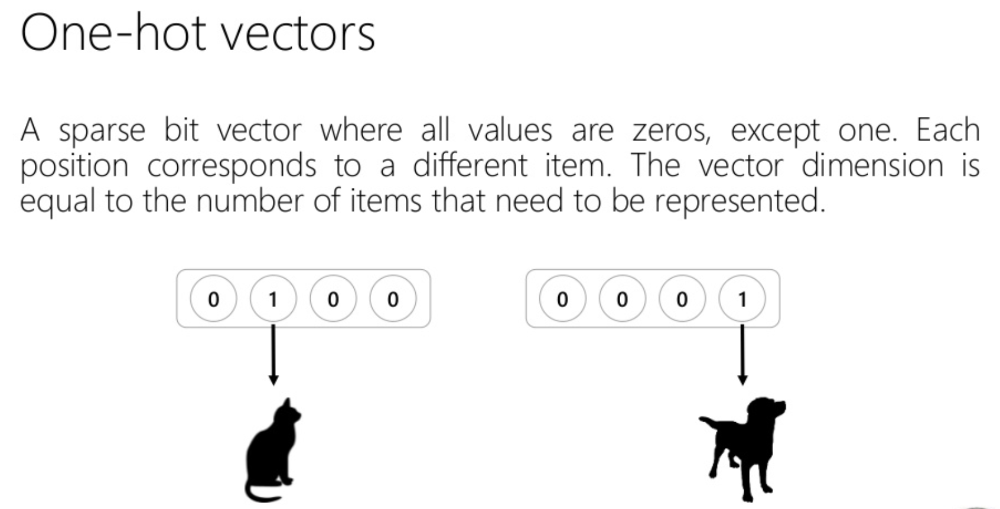 One-hot vectors
A sparse bit vector where all values are zeros, except one. Each
position corresponds to a different item. The vector dimension is
equal to the number of items that need to be represented.
0 1 0 0 0 0 0 1